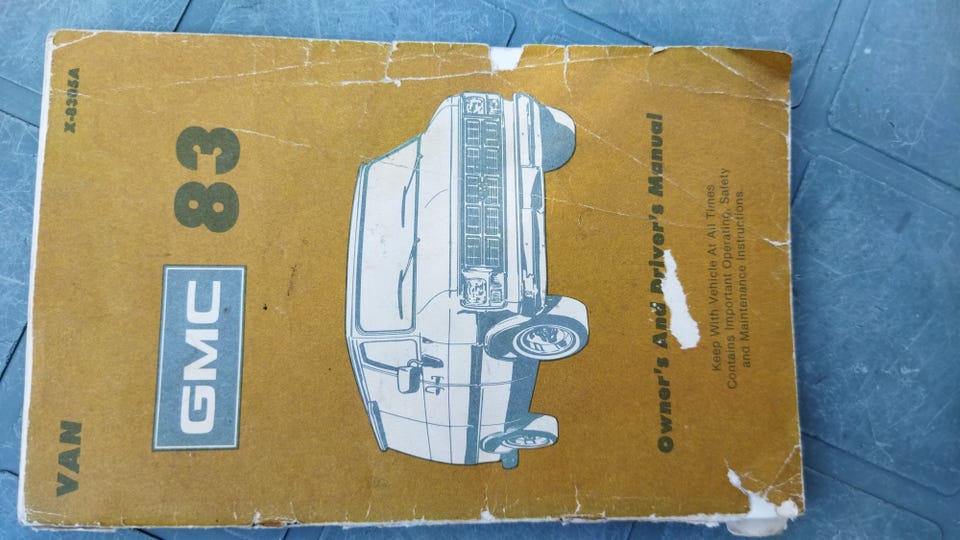 VAN
X-8305A
GMC 83
Owner's And Driver's Manual
Keep With Vehicle At All Times
Contains Important Operating, Safety
and Maintenance Instructions